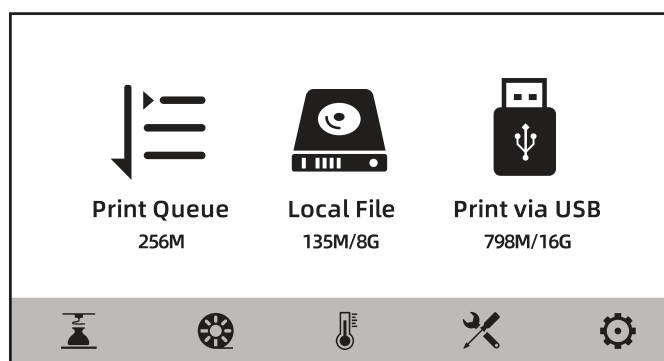 Print Queue
256M
Local File
135M/8G
Print via USB
798M/16G